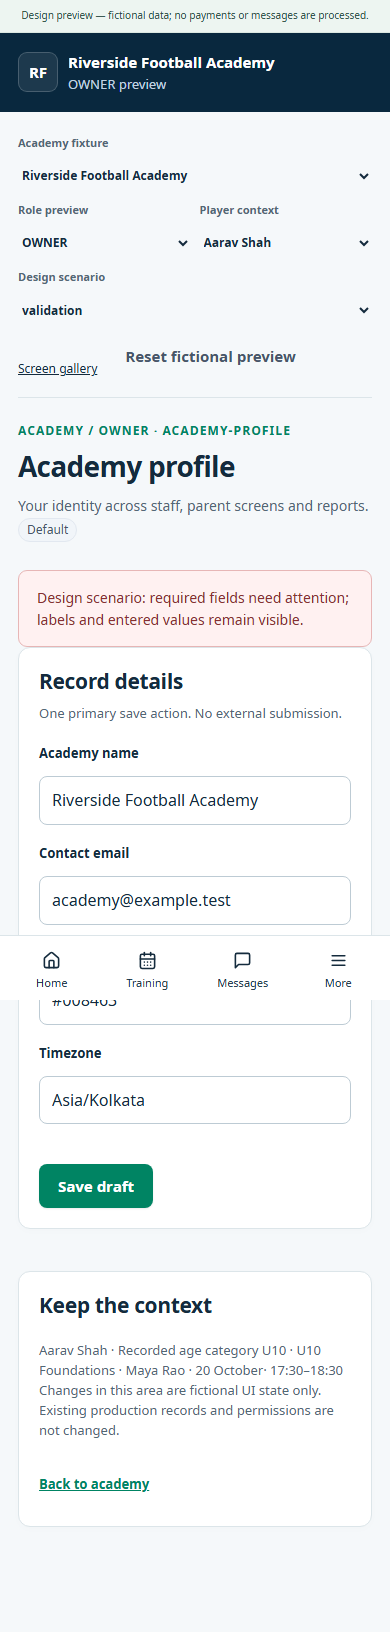 Design preview — fictional data; no payments or messages are processed.
RF
Riverside Football Academy
OWNER preview
Academy fixture
Riverside Football Academy
Role preview
Player context
OWNER
Aarav Shah
Design scenario
validation
Screen gallery
Reset fictional preview
ACADEMY / OWNER · ACADEMY-PROFILE
Academy profile
Your identity across staff, parent screens and reports.
Default
Design scenario: required fields need attention;
labels and entered values remain visible.
Record details
One primary save action. No external submission.
Academy name
Riverside Football Academy
Contact email
academy@example.test
Home
Training
Messages
More
Timezone
Asia/Kolkata
Save draft
Keep the context
Aarav Shah · Recorded age category U10 · U10
Foundations · Maya Rao · 20 October· 17:30–18:30
Changes in this area are fictional UI state only.
Existing production records and permissions are
not changed.
Back to academy